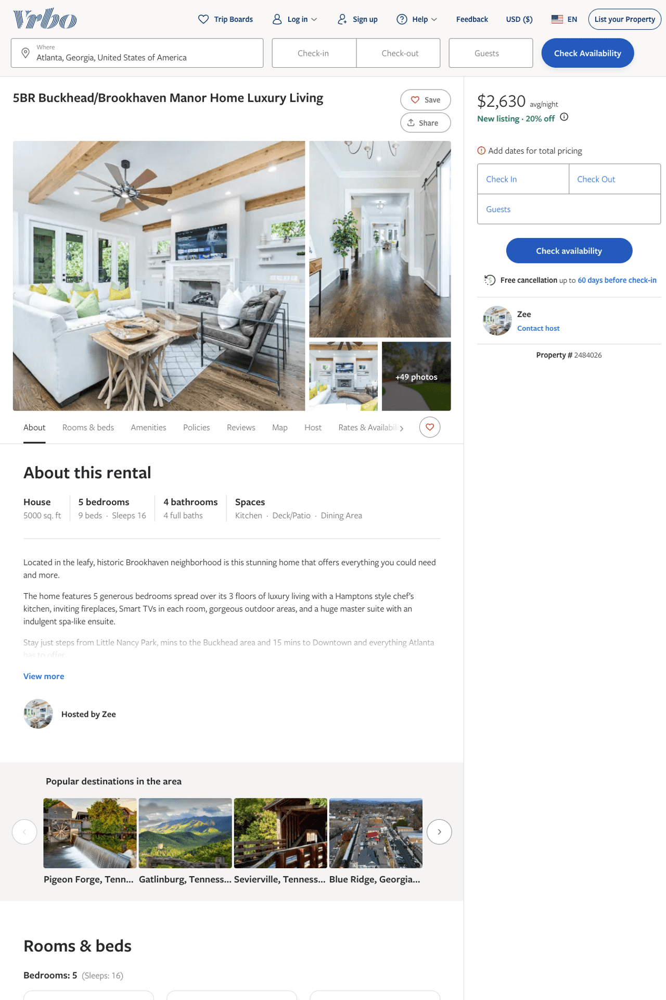 Vrbo
Trip Boards
Log in
Sign up
Help
Feedback
USD ($)
EN
List your Property
Where
Atlanta, Georgia, United States of America
Check-in
Check-out
Guests
Check Availability
5BR Buckhead/Brookhaven Manor Home Luxury Living
Save
Share
+49 photos
$2,630 avg/night
New listing · 20% off
Add dates for total pricing
Check In
Check Out
Guests
Check availability
Free cancellation up to 60 days before check-in
Zee
Contact host
Property # 2484026
About
Rooms & beds
Amenities
Policies
Reviews
Map
Host
Rates & Availabili
About this rental
House
5000 sq. ft
5 bedrooms
9 beds · Sleeps 16
4 bathrooms
4 full baths
Spaces
Kitchen · Deck/Patio · Dining Area
Located in the leafy, historic Brookhaven neighborhood is this stunning home that offers everything you could need
and more.
The home features 5 generous bedrooms spread over its 3 floors of luxury living with a Hamptons style chef's
kitchen, inviting fireplaces, Smart TVs in each room, gorgeous outdoor areas, and a huge master suite with an
indulgent spa-like ensuite.
Stay just steps from Little Nancy Park, mins to the Buckhead area and 15 mins to Downtown and everything Atlanta
has to offer.
View more
Hosted by Zee
Popular destinations in the area
Pigeon Forge, Tenn...
Gatlinburg, Tenness...
Sevierville, Tenness...
Blue Ridge, Georgia...
Rooms & beds
Bedrooms: 5 (Sleeps: 16)